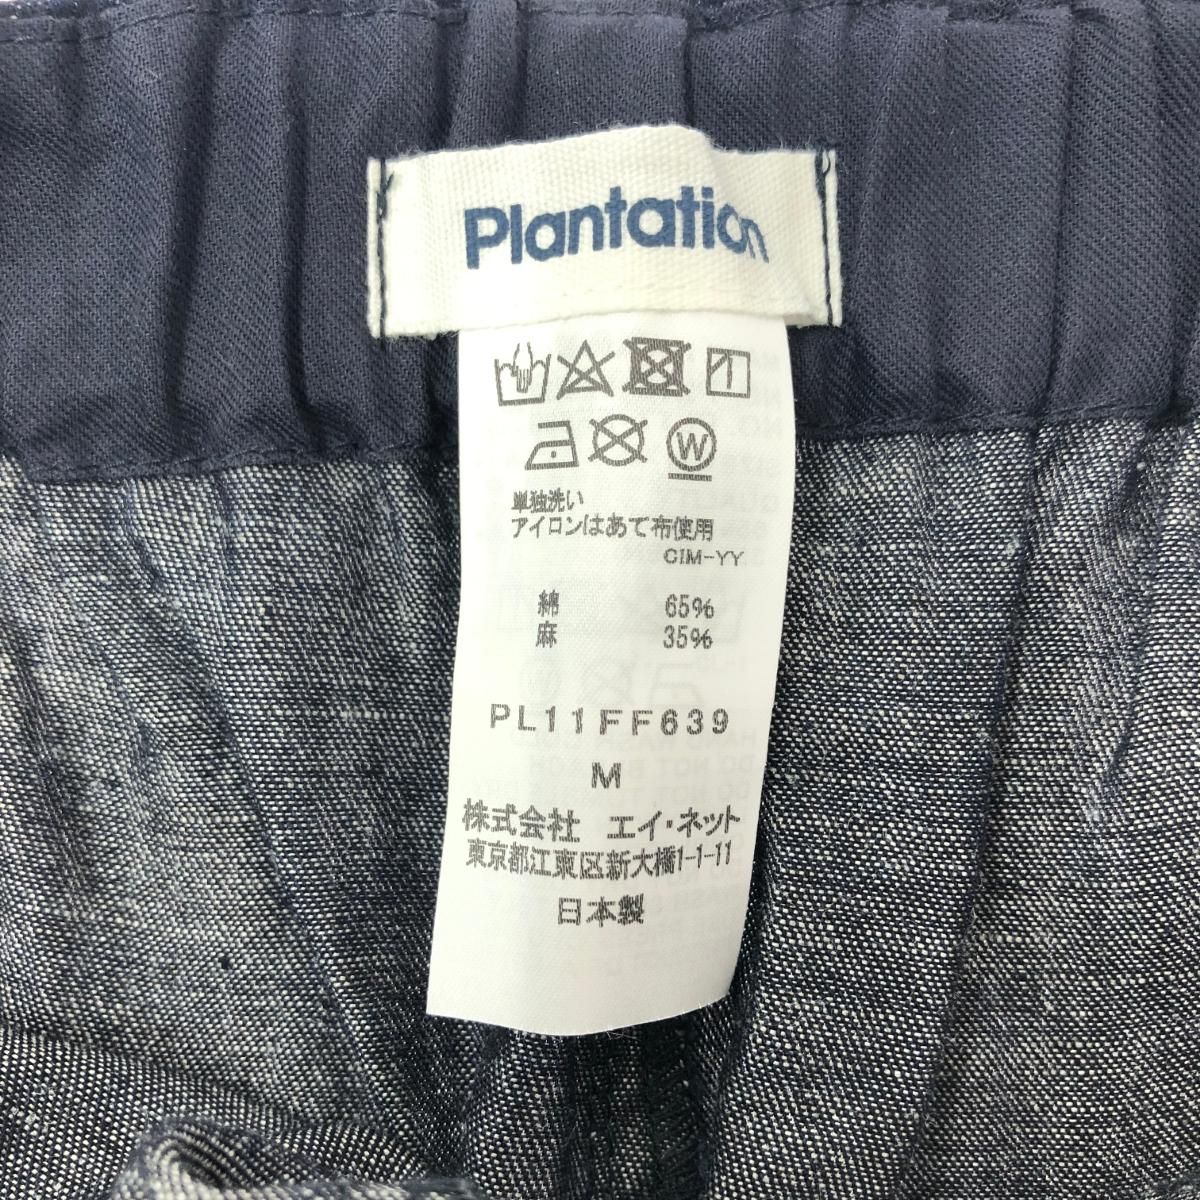 Plantation
W
単独洗い
アイロンはあて布使用
CIM-YY
綿 65%
麻 35%
PL11FF639
M
株式会社 エイ・ネット
東京都江東区新大橋1-1-11
日本製